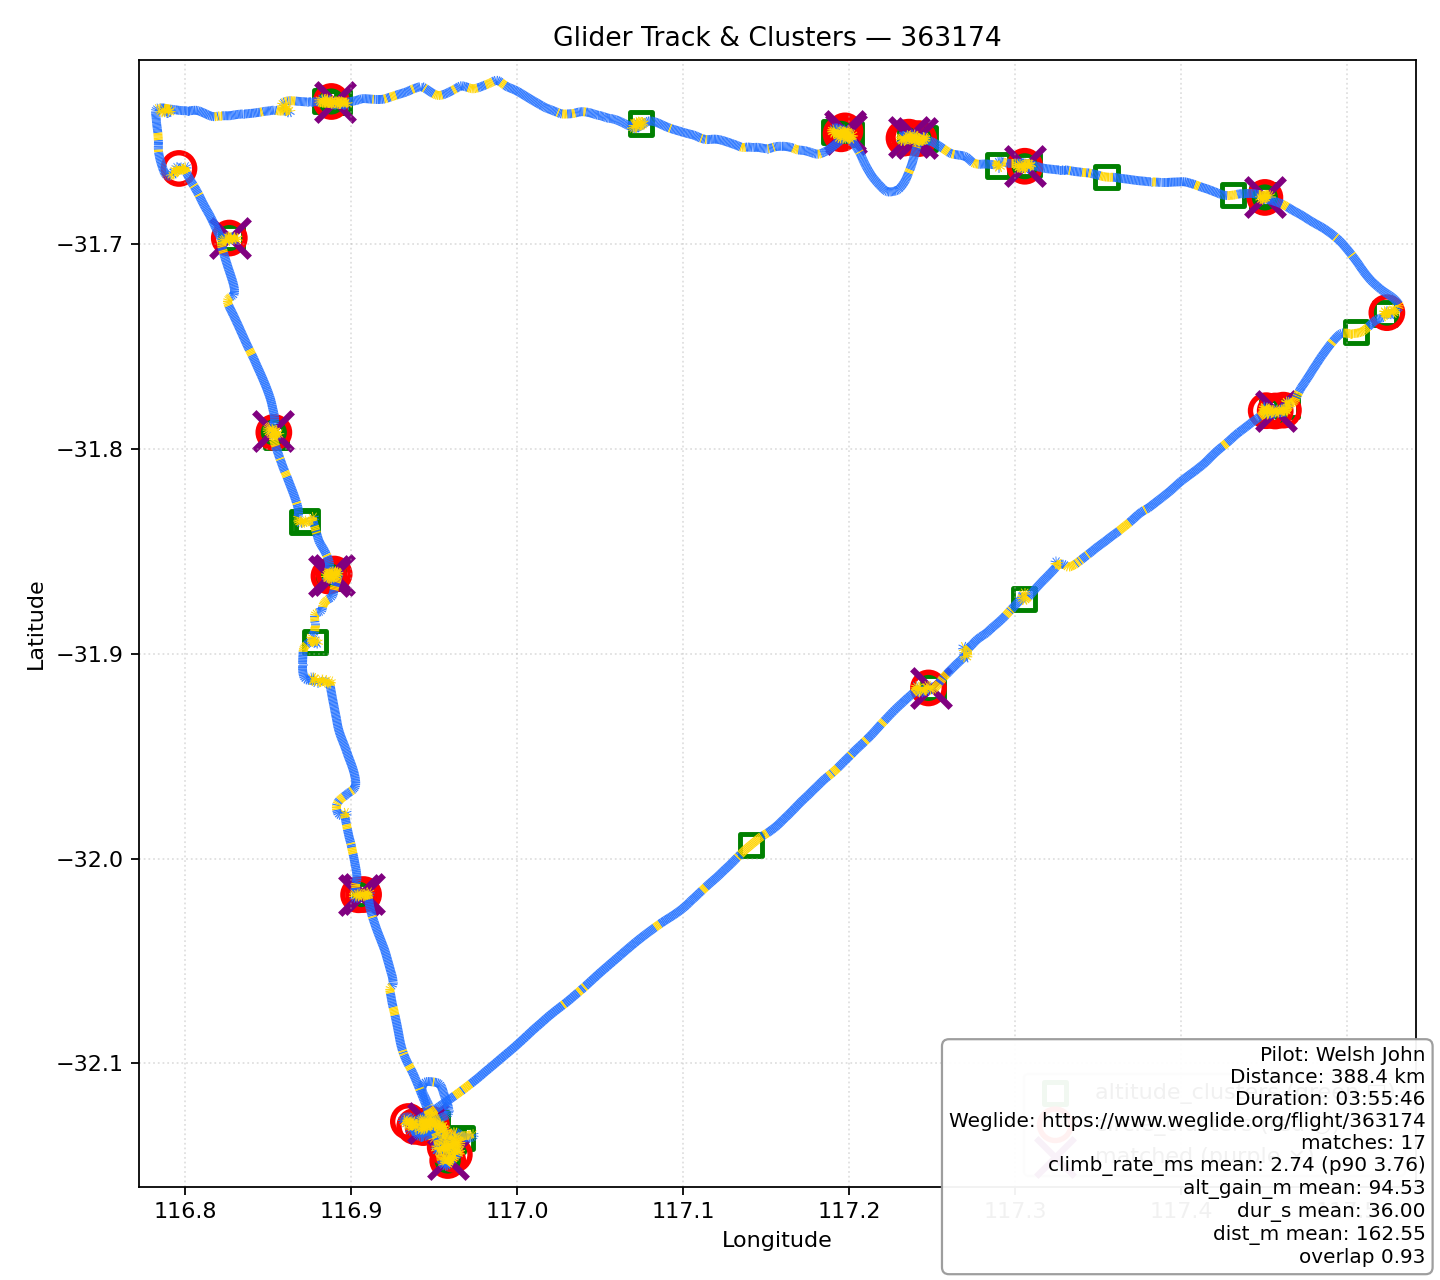 Glider Track & Clusters — 363174
Latitude
−31.7
−31.8
−31.9
−32.0
−32.1
116.8
116.9
117.0
117.1
117.2
117.3
117.4
Longitude
altitude_clus
matched (purple
Pilot: Welsh John
Distance: 388.4 km
Duration: 03:55:46
Weglide: https://www.weglide.org/flight/363174
matches: 17
climb_rate_ms mean: 2.74 (p90 3.76)
alt_gain_m mean: 94.53
dur_s mean: 36.00
dist_m mean: 162.55
overlap 0.93